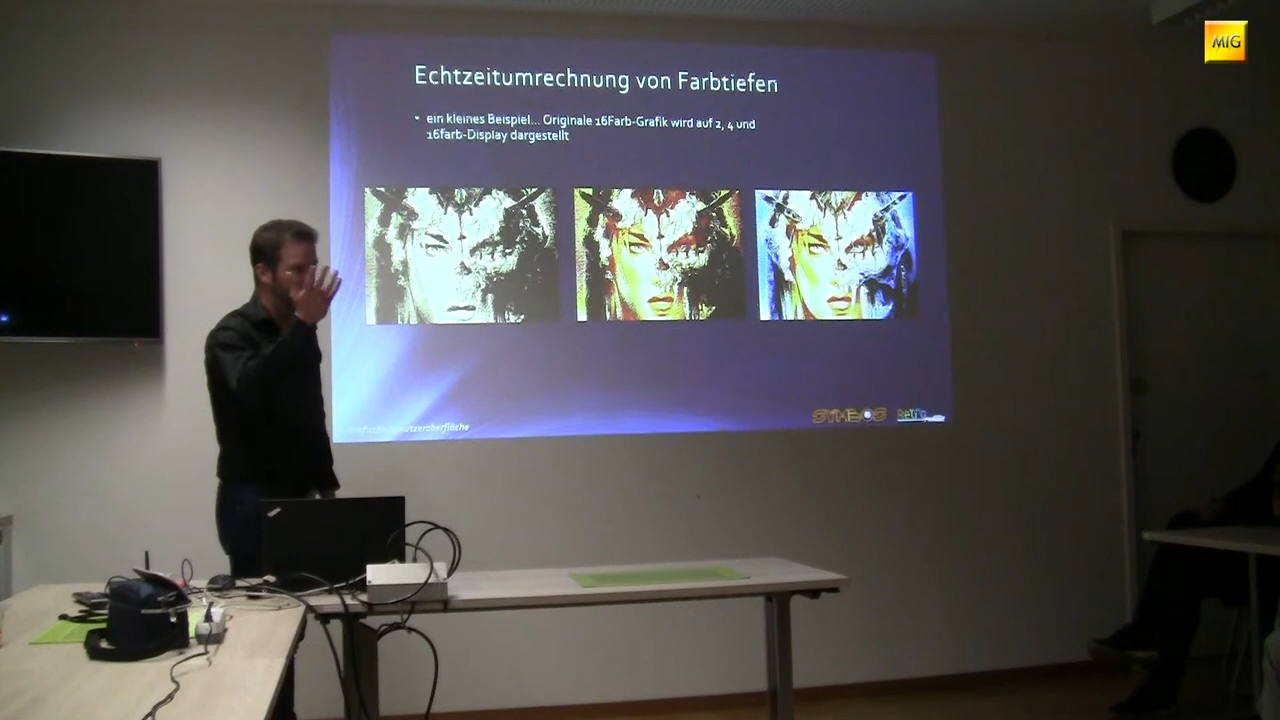 MIG
Echtzeitumrechnung von Farbtiefen
• ein kleines Beispiel... Originale 16Farb-Grafik wird auf 2, 4 und
16farb-Display dargestellt
SYMBOS